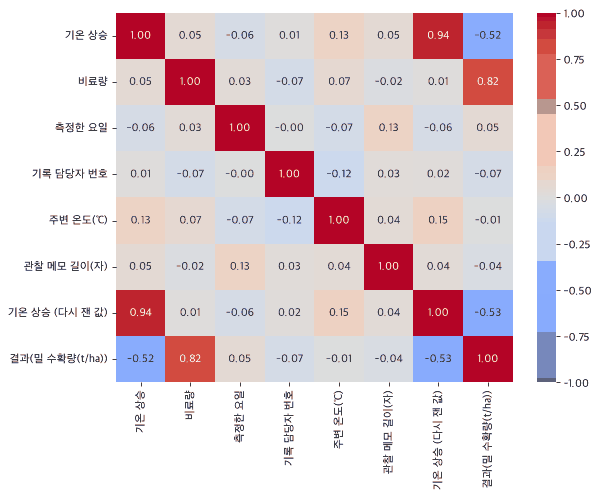 기온 상승 1.00 0.05 -0.06 0.01 0.13 0.05 0.94 -0.52
비료량 0.05 1.00 0.03 -0.07 0.07 -0.02 0.01 0.82
측정한 요일 -0.06 0.03 1.00 -0.00 -0.07 0.13 -0.06 0.05
기록 담당자 번호 0.01 -0.07 -0.00 1.00 -0.12 0.03 0.02 -0.07
주변 온도(℃) 0.13 0.07 -0.07 -0.12 1.00 0.04 0.15 -0.01
관찰 메모 길이(자) 0.05 -0.02 0.13 0.03 0.04 1.00 0.04 -0.04
기온 상승 (다시 잰 값) 0.94 0.01 -0.06 0.02 0.15 0.04 1.00 -0.53
결과(밀 수확량(t/ha)) -0.52 0.82 0.05 -0.07 -0.01 -0.04 -0.53 1.00
기온 상승
비료량
측정한 요일
기록 담당자 번호
주변 온도(℃)
관찰 메모 길이(자)
기온 상승 (다시 잰 값)
결과(밀 수확량(t/ha))
1.00
0.75
0.50
0.25
0.00
-0.25
-0.50
-0.75
-1.00